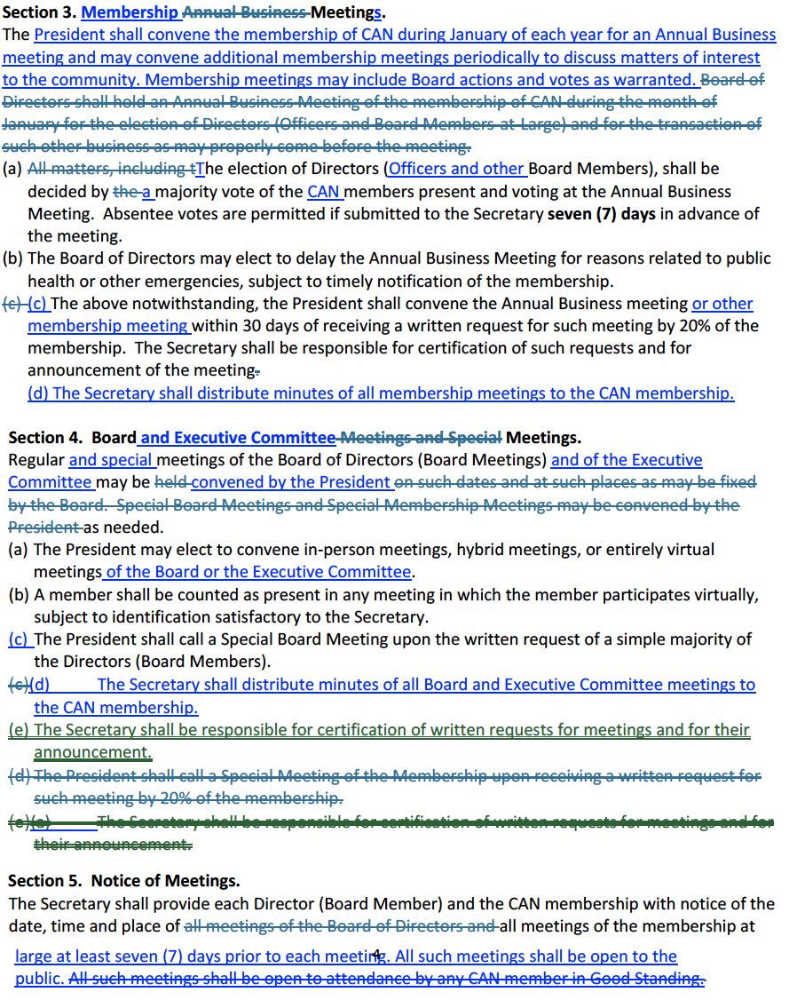 Section 3. Membership Annual Business Meetings.
The President shall convene the membership of CAN during January of each year for an Annual Business
meeting and may convene additional membership meetings periodically to discuss matters of interest
to the community. Membership meetings may include Board actions and votes as warranted. Board of
Directors shall hold an Annual Business Meeting of the membership of CAN during the month of
January for the election of Directors (Officers and Board Members-at-Large) and for the transaction of
such other business as may properly come before the meeting.
(a) All matters, including tThe election of Directors (Officers and other Board Members), shall be
decided by the a majority vote of the CAN members present and voting at the Annual Business
Meeting. Absentee votes are permitted if submitted to the Secretary seven (7) days in advance of
the meeting.
(b) The Board of Directors may elect to delay the Annual Business Meeting for reasons related to public
health or other emergencies, subject to timely notification of the membership.
(c) (c) The above notwithstanding, the President shall convene the Annual Business meeting or other
membership meeting within 30 days of receiving a written request for such meeting by 20% of the
membership. The Secretary shall be responsible for certification of such requests and for
announcement of the meeting.
(d) The Secretary shall distribute minutes of all membership meetings to the CAN membership.
Section 4. Board and Executive Committee Meetings and Special Meetings.
Regular and special meetings of the Board of Directors (Board Meetings) and of the Executive
Committee may be held convened by the President on such dates and at such places as may be fixed
by the Board. Special Board Meetings and Special Membership Meetings may be convened by the
President as needed.
(a) The President may elect to convene in-person meetings, hybrid meetings, or entirely virtual
meetings of the Board or the Executive Committee.
(b) A member shall be counted as present in any meeting in which the member participates virtually,
subject to identification satisfactory to the Secretary.
(c) The President shall call a Special Board Meeting upon the written request of a simple majority of
the Directors (Board Members).
(c)(d) The Secretary shall distribute minutes of all Board and Executive Committee meetings to
the CAN membership.
(e) The Secretary shall be responsible for certification of written requests for meetings and for their
announcement.
(d) The President shall call a Special Meeting of the Membership upon receiving a written request for
such meeting by 20% of the membership.
(e)(a) The Secretary shall be responsible for certification of written requests for meetings and for
their announcement.
Section 5. Notice of Meetings.
The Secretary shall provide each Director (Board Member) and the CAN membership with notice of the
date, time and place of all meetings of the Board of Directors and all meetings of the membership at
large at least seven (7) days prior to each meeting. All such meetings shall be open to the
4
public. All such meetings shall be open to attendance by any CAN member in Good Standing.